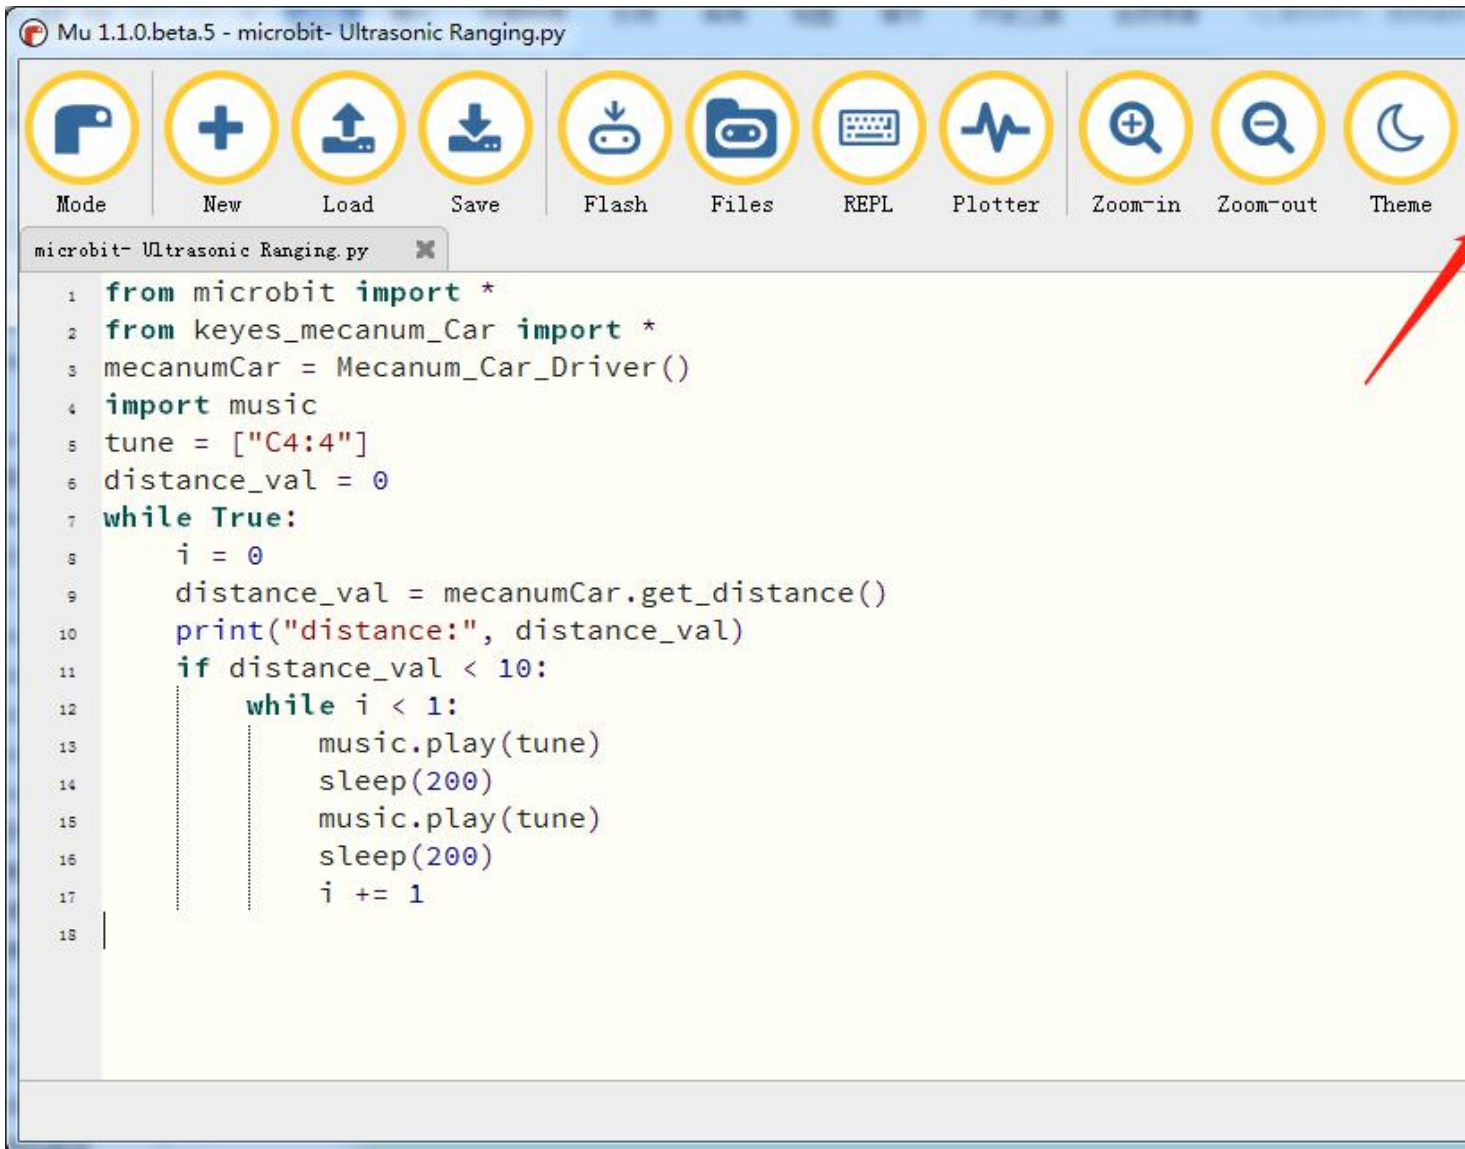 Mu 1.1.0.beta.5 - microbit- Ultrasonic Ranging.py
Mode New Load Save Flash Files REPL Plotter Zoom-in Zoom-out Theme
microbit- Ultrasonic Ranging.py
1 from microbit import *
2 from keyes_mecanum_Car import *
3 mecanumCar = Mecanum_Car_Driver()
4 import music
5 tune = ["C4:4"]
6 distance_val = 0
7 while True:
8     i = 0
9     distance_val = mecanumCar.get_distance()
10     print("distance:", distance_val)
11     if distance_val < 10:
12         while i < 1:
13             music.play(tune)
14             sleep(200)
15             music.play(tune)
16             sleep(200)
17             i += 1
18